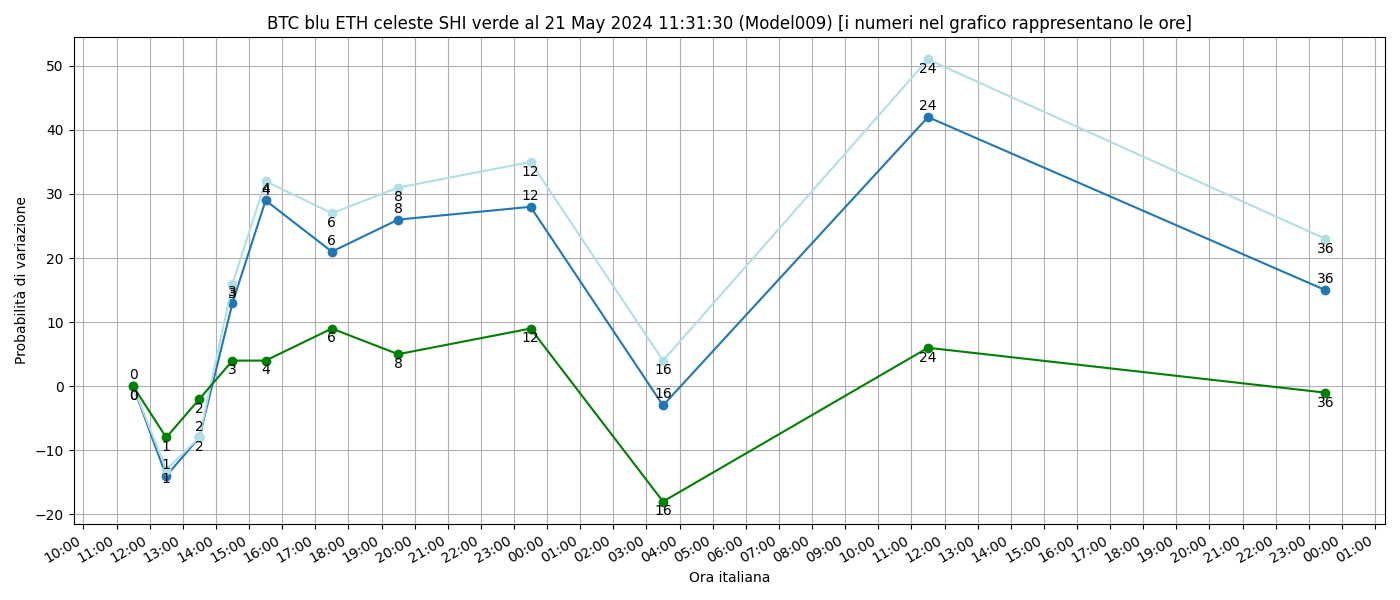 BTC blu ETH celeste SHI verde al 21 May 2024 11:31:30 (Model009) [i numeri nel grafico rappresentano le ore]
Probabilità di variazione
50
40
30
20
10
0
−10
−20
0 1 2 3 4 6 8 12 16 24 36
0 1 2 3 4 6 8 12 16 24 36
0 1 2 3 4 6 8 12 16 24 36
10:00 11:00 12:00 13:00 14:00 15:00 16:00 17:00 18:00 19:00 20:00 21:00 22:00 23:00 00:00 01:00 02:00 03:00 04:00 05:00 06:00 07:00 08:00 09:00 10:00 11:00 12:00 13:00 14:00 15:00 16:00 17:00 18:00 19:00 20:00 21:00 22:00 23:00 00:00 01:00
Ora italiana